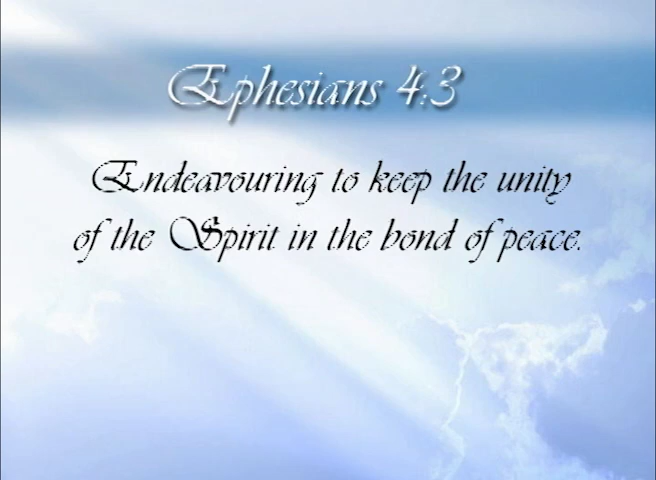 Ephesians 4:3
Endeavouring to keep the unity
of the Spirit in the bond of peace.